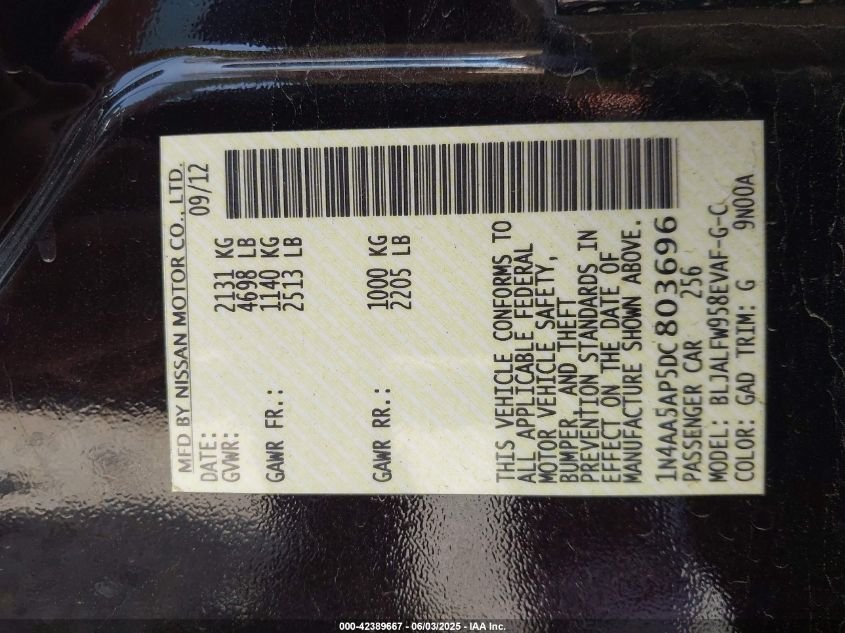 MFD BY NISSAN MOTOR CO., LTD.
DATE: 09/12
GVWR: 2131 KG
4698 LB
GAWR FR.: 1140 KG
2513 LB
GAWR RR.: 1000 KG
2205 LB
THIS VEHICLE CONFORMS TO
ALL APPLICABLE FEDERAL
MOTOR VEHICLE SAFETY,
BUMPER AND THEFT
PREVENTION STANDARDS IN
EFFECT ON THE DATE OF
MANUFACTURE SHOWN ABOVE.
1N4AA5AP5DC803696
PASSENGER CAR 256
MODEL: BLJALFW958EVAF-G-C
COLOR: GAD TRIM: G 9N00A
000-42389667 - 06/03/2025 - IAA Inc.